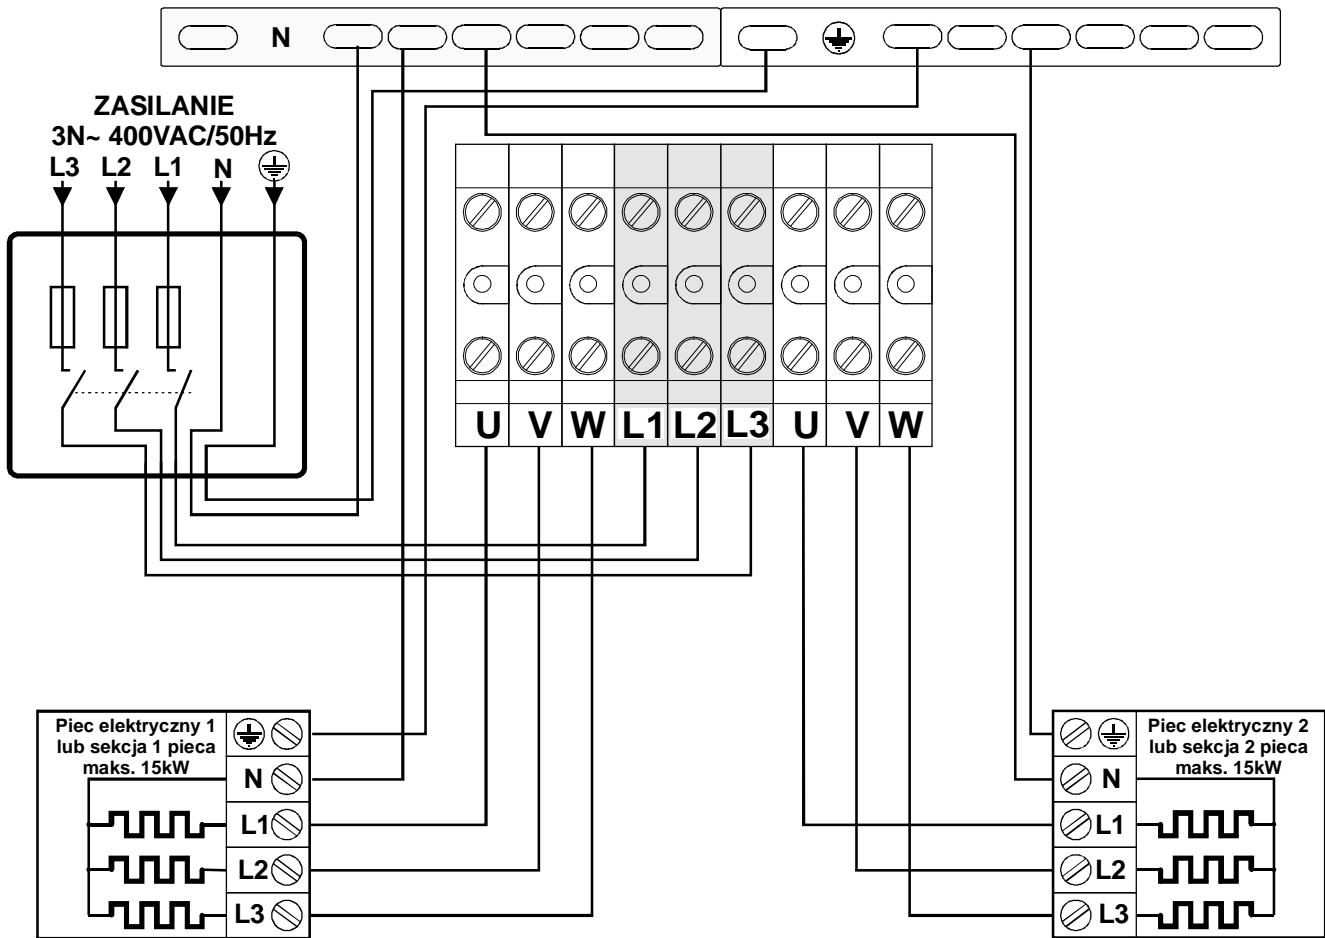 N
ZASILANIE
3N~ 400VAC/50Hz
L3 L2 L1 N
U V W L1 L2 L3 U V W
Piec elektryczny 1
lub sekcja 1 pieca
maks. 15kW
N
L1
L2
L3
Piec elektryczny 2
lub sekcja 2 pieca
maks. 15kW
N
L1
L2
L3